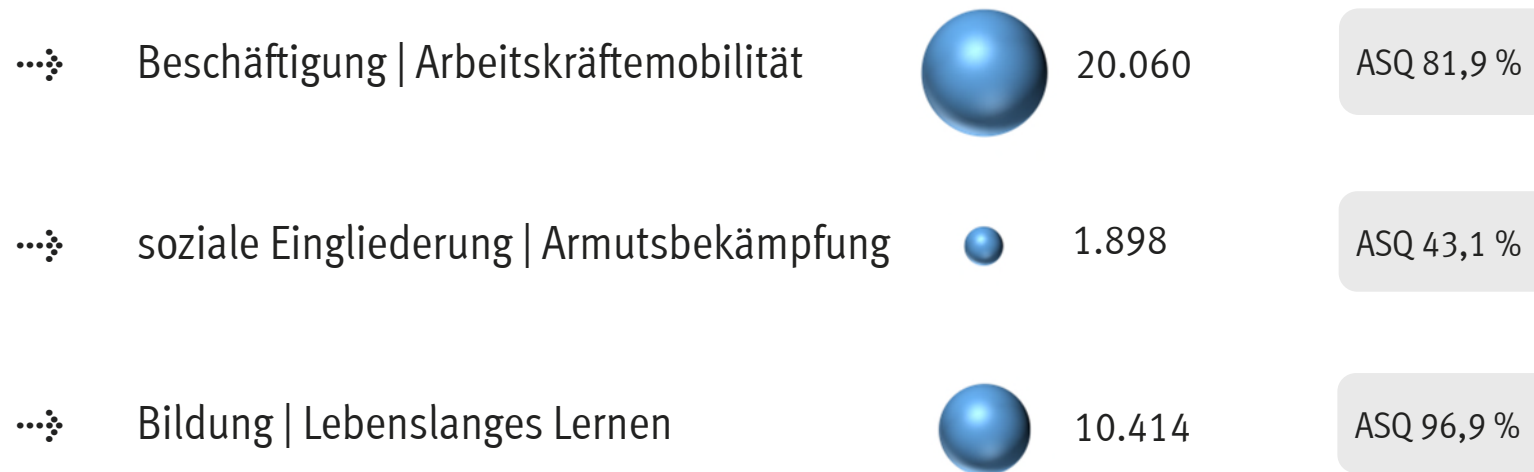 Beschäftigung | Arbeitskräftemobilität 20.060 ASQ 81,9 %
soziale Eingliederung | Armutsbekämpfung 1.898 ASQ 43,1 %
Bildung | Lebenslanges Lernen 10.414 ASQ 96,9 %